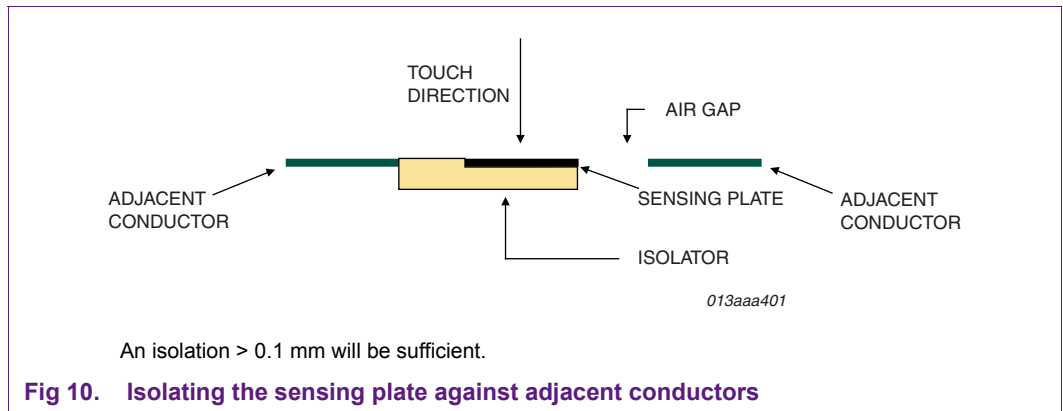 TOUCH
DIRECTION
AIR GAP
ADJACENT
CONDUCTOR
SENSING PLATE
ADJACENT
CONDUCTOR
ISOLATOR
013aaa401
An isolation > 0.1 mm will be sufficient.
Fig 10. Isolating the sensing plate against adjacent conductors